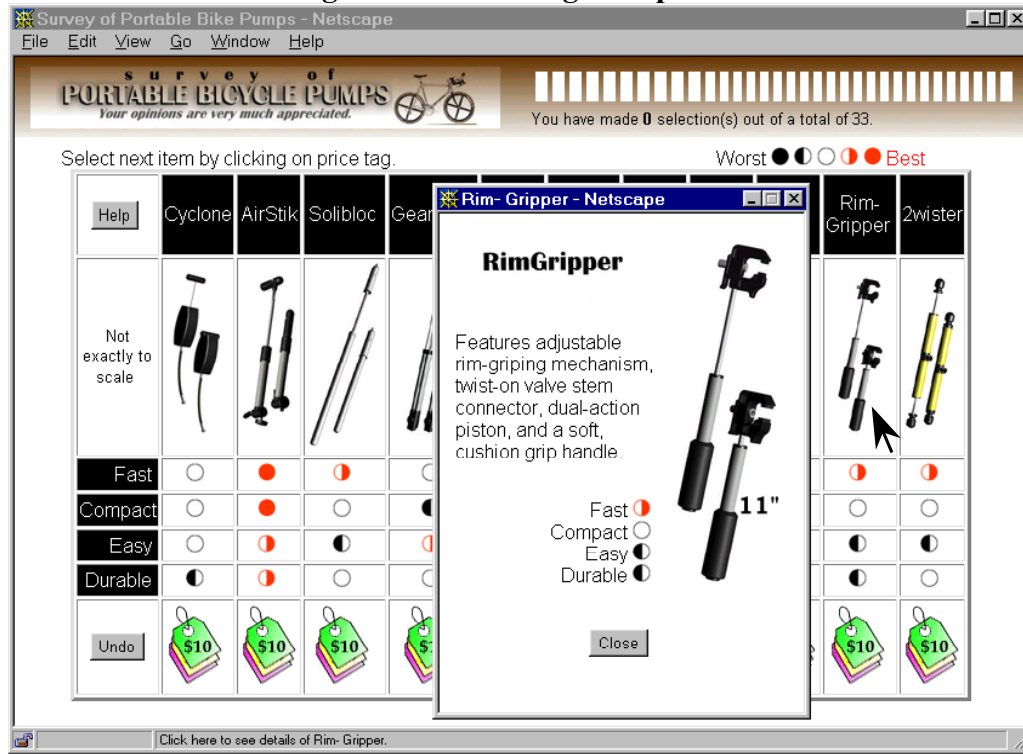 Survey of Portable Bike Pumps - Netscape
File Edit View Go Window Help
survey of
PORTABLE BICYCLE PUMPS
Your opinions are very much appreciated.
You have made 0 selection(s) out of a total of 33.
Select next item by clicking on price tag.
Worst Best
Help
Cyclone
AirStik
Solibloc
Gear
Rim-
Gripper
2wister
Rim- Gripper - Netscape
RimGripper
Features adjustable
rim-griping mechanism,
twist-on valve stem
connector, dual-action
piston, and a soft,
cushion grip handle
11"
Fast
Compact
Easy
Durable
Close
Not
exactly to
scale
Fast
Compact
Easy
Durable
Undo
$10
$10
$10
$10
$10
Click here to see details of Rim- Gripper.